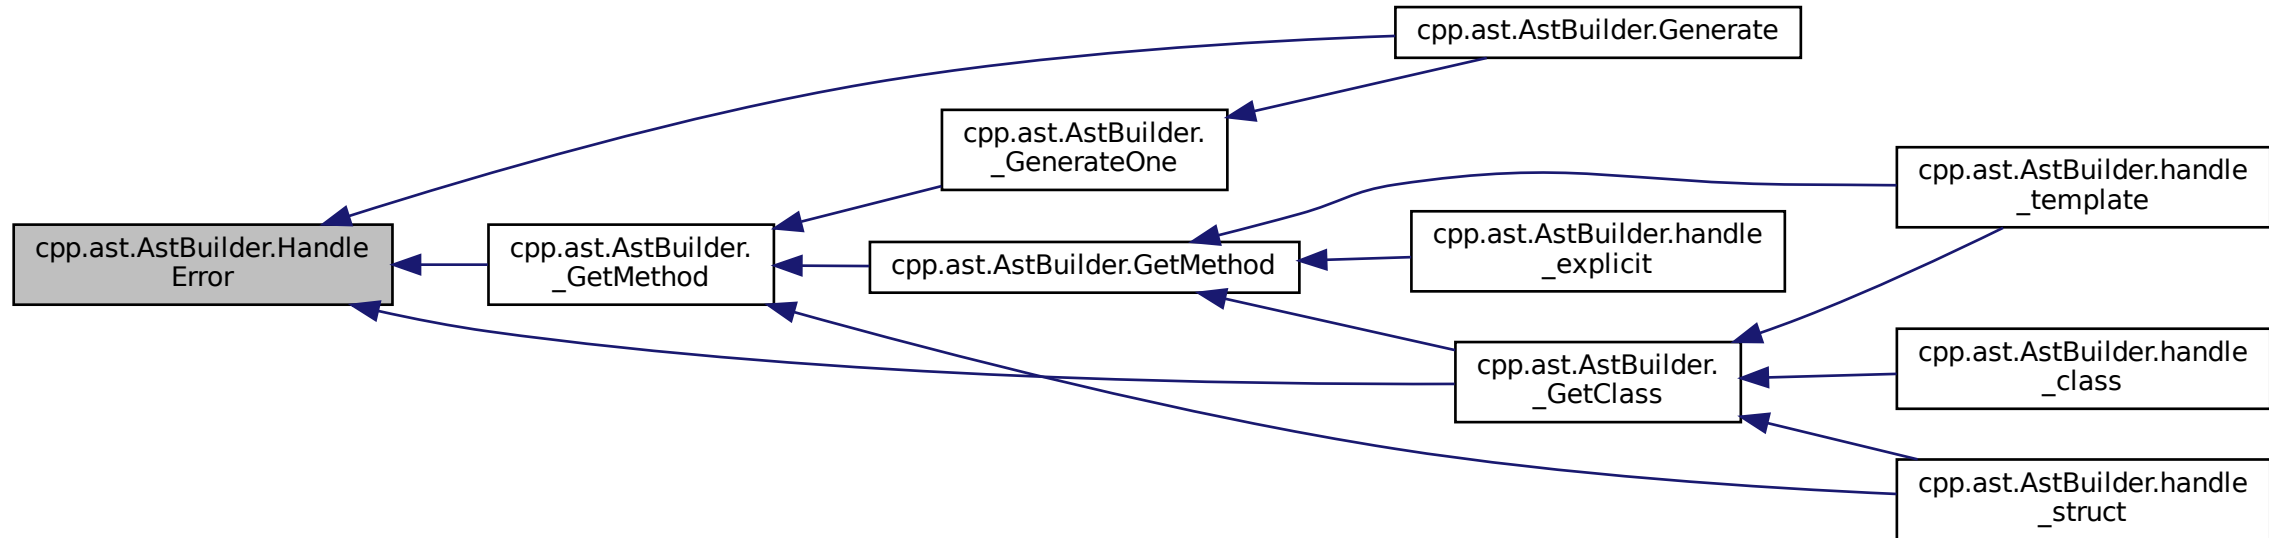 cpp.ast.AstBuilder.Generate
cpp.ast.AstBuilder.
_GenerateOne
cpp.ast.AstBuilder.handle
_template
cpp.ast.AstBuilder.Handle
Error
cpp.ast.AstBuilder.
_GetMethod
cpp.ast.AstBuilder.GetMethod
cpp.ast.AstBuilder.handle
_explicit
cpp.ast.AstBuilder.
_GetClass
cpp.ast.AstBuilder.handle
_class
cpp.ast.AstBuilder.handle
_struct